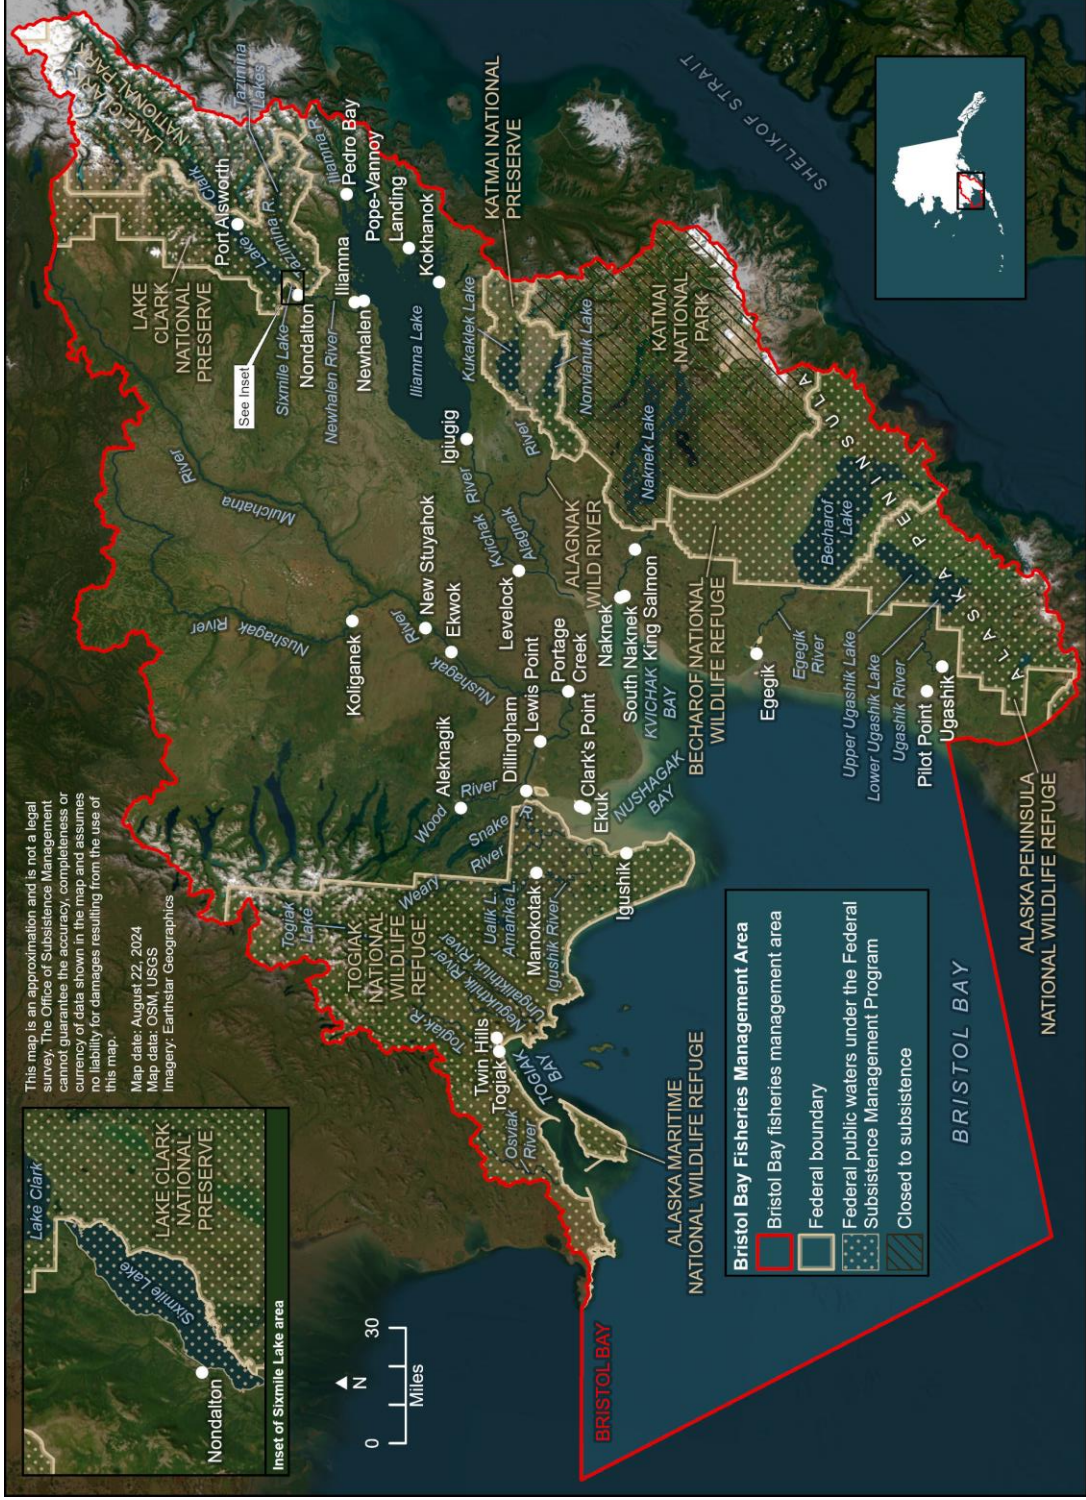 This map is an approximation and is not a legal
survey. The Office of Subsistence Management
cannot guarantee the accuracy, completeness or
currency of data shown in the map and assumes
no liability for damages resulting from the use of
this map.
Map date: August 22, 2024
Map data: OSM, USGS
Imagery: Earthstar Geographics
Lake Clark
LAKE CLARK
NATIONAL
PRESERVE
Sixmile Lake
Nondalton
Inset of Sixmile Lake area
N
0
30
Miles
LAKE CLARK
NATIONAL PARK
Tazimina
Lakes
Lake Clark
Port Alsworth
Tazimina R.
LAKE
CLARK
NATIONAL
PRESERVE
See Inset
Sixmile Lake
Nondalton
Newhalen River
Iliamna
Newhalen
Iliamna R.
Pedro Bay
Pope-Vannoy
Landing
Kokhanok
Iliamna Lake
Igiugig
Mulchatna
River
Nushagak
River
Koliganek
New Stuyahok
Ekwok
Nushagak
River
Kvichak
River
Levelock
Alagnak
River
ALAGNAK
WILD RIVER
Kukaklek Lake
Nonvianuk Lake
KATMAI NATIONAL
PRESERVE
KATMAI
NATIONAL
PARK
Naknek Lake
SHELIKOF STRAIT
Togiak
Lake
TOGIAK
NATIONAL
WILDLIFE
REFUGE
Weary
River
Snake
River
Wood
River
Aleknagik
Dillingham
Lewis Point
Portage
Creek
Clark's Point
Ekuk
NUSHAGAK
BAY
KVICHAK
BAY
Naknek
South Naknek
King Salmon
Ualik L.
Amanka L.
Manokotak
Igushik River
Igushik
Ungalikthluk River
Negukthlik River
Togiak R.
Twin Hills
Togiak
TOGIAK
BAY
Osviak
River
ALASKA MARITIME
NATIONAL WILDLIFE REFUGE
BECHAROF NATIONAL
WILDLIFE REFUGE
Becharof
Lake
Egegik
Egegik
River
Upper Ugashik Lake
Lower Ugashik Lake
Ugashik River
Pilot Point
Ugashik
ALASKA PENINSULA
ALASKA PENINSULA
NATIONAL WILDLIFE REFUGE
BRISTOL BAY
BRISTOL BAY
Bristol Bay Fisheries Management Area
Bristol Bay fisheries management area
Federal boundary
Federal public waters under the Federal
Subsistence Management Program
Closed to subsistence